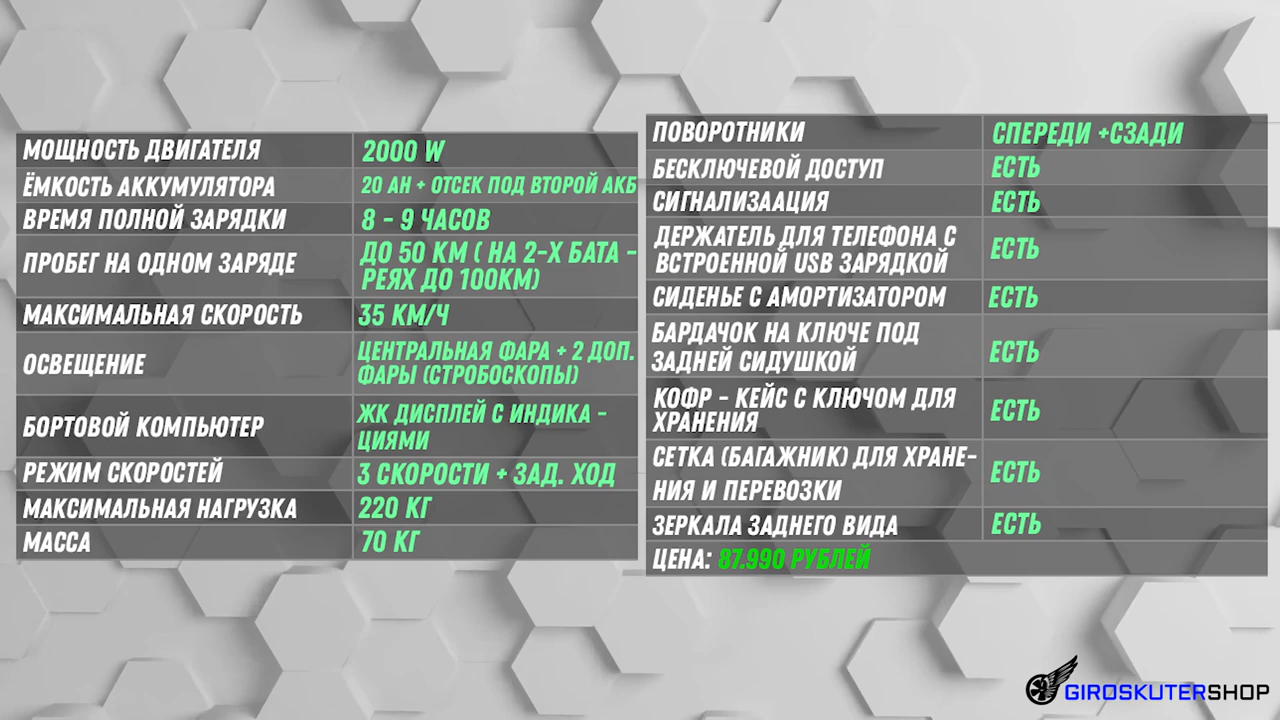 МОЩНОСТЬ ДВИГАТЕЛЯ 2000 W
ЁМКОСТЬ АККУМУЛЯТОРА 20 АН + ОТСЕК ПОД ВТОРОЙ АКБ
ВРЕМЯ ПОЛНОЙ ЗАРЯДКИ 8 - 9 ЧАСОВ
ПРОБЕГ НА ОДНОМ ЗАРЯДЕ ДО 50 КМ ( НА 2-Х БАТА -
РЕЯХ ДО 100КМ)
МАКСИМАЛЬНАЯ СКОРОСТЬ 35 КМ/Ч
ОСВЕЩЕНИЕ ЦЕНТРАЛЬНАЯ ФАРА + 2 ДОП.
ФАРЫ (СТРОБОСКОПЫ)
БОРТОВОЙ КОМПЬЮТЕР ЖК ДИСПЛЕЙ С ИНДИКА -
ЦИЯМИ
РЕЖИМ СКОРОСТЕЙ 3 СКОРОСТИ + ЗАД. ХОД
МАКСИМАЛЬНАЯ НАГРУЗКА 220 КГ
МАССА 70 КГ
ПОВОРОТНИКИ СПЕРЕДИ +СЗАДИ
БЕСКЛЮЧЕВОЙ ДОСТУП ЕСТЬ
СИГНАЛИЗААЦИЯ ЕСТЬ
ДЕРЖАТЕЛЬ ДЛЯ ТЕЛЕФОНА С
ВСТРОЕННОЙ USB ЗАРЯДКОЙ ЕСТЬ
СИДЕНЬЕ С АМОРТИЗАТОРОМ ЕСТЬ
БАРДАЧОК НА КЛЮЧЕ ПОД
ЗАДНЕЙ СИДУШКОЙ ЕСТЬ
КОФР - КЕЙС С КЛЮЧОМ ДЛЯ
ХРАНЕНИЯ ЕСТЬ
СЕТКА (БАГАЖНИК) ДЛЯ ХРАНЕ-
НИЯ И ПЕРЕВОЗКИ ЕСТЬ
ЗЕРКАЛА ЗАДНЕГО ВИДА ЕСТЬ
ЦЕНА: 87.990 РУБЛЕЙ
GIROSKUTERSHOP